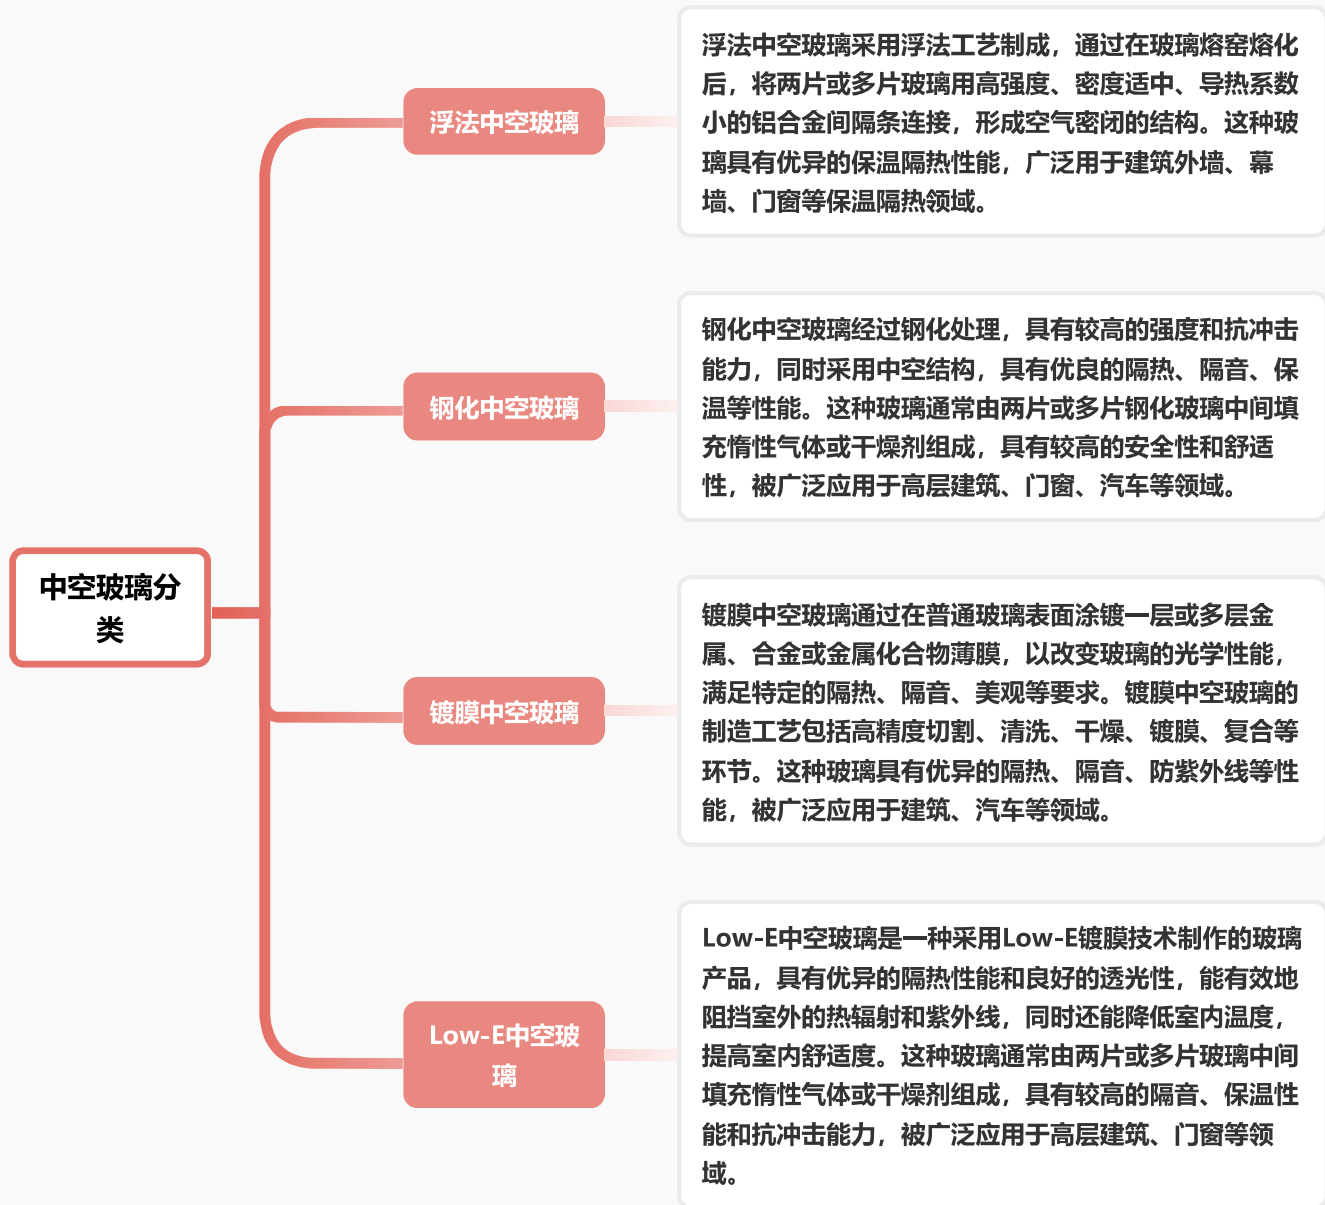 中空玻璃分
类
浮法中空玻璃
浮法中空玻璃采用浮法工艺制成，通过在玻璃熔窑熔化
后，将两片或多片玻璃用高强度、密度适中、导热系数
小的铝合金间隔条连接，形成空气密闭的结构。这种玻
璃具有优异的保温隔热性能，广泛用于建筑外墙、幕
墙、门窗等保温隔热领域。
钢化中空玻璃
钢化中空玻璃经过钢化处理，具有较高的强度和抗冲击
能力，同时采用中空结构，具有优良的隔热、隔音、保
温等性能。这种玻璃通常由两片或多片钢化玻璃中间填
充惰性气体或干燥剂组成，具有较高的安全性和舒适
性，被广泛应用于高层建筑、门窗、汽车等领域。
镀膜中空玻璃
镀膜中空玻璃通过在普通玻璃表面涂镀一层或多层金
属、合金或金属化合物薄膜，以改变玻璃的光学性能，
满足特定的隔热、隔音、美观等要求。镀膜中空玻璃的
制造工艺包括高精度切割、清洗、干燥、镀膜、复合等
环节。这种玻璃具有优异的隔热、隔音、防紫外线等性
能，被广泛应用于建筑、汽车等领域。
Low-E中空玻
璃
Low-E中空玻璃是一种采用Low-E镀膜技术制作的玻璃
产品，具有优异的隔热性能和良好的透光性，能有效地
阻挡室外的热辐射和紫外线，同时还能降低室内温度，
提高室内舒适度。这种玻璃通常由两片或多片玻璃中间
填充惰性气体或干燥剂组成，具有较高的隔音、保温性
能和抗冲击能力，被广泛应用于高层建筑、门窗等领
域。